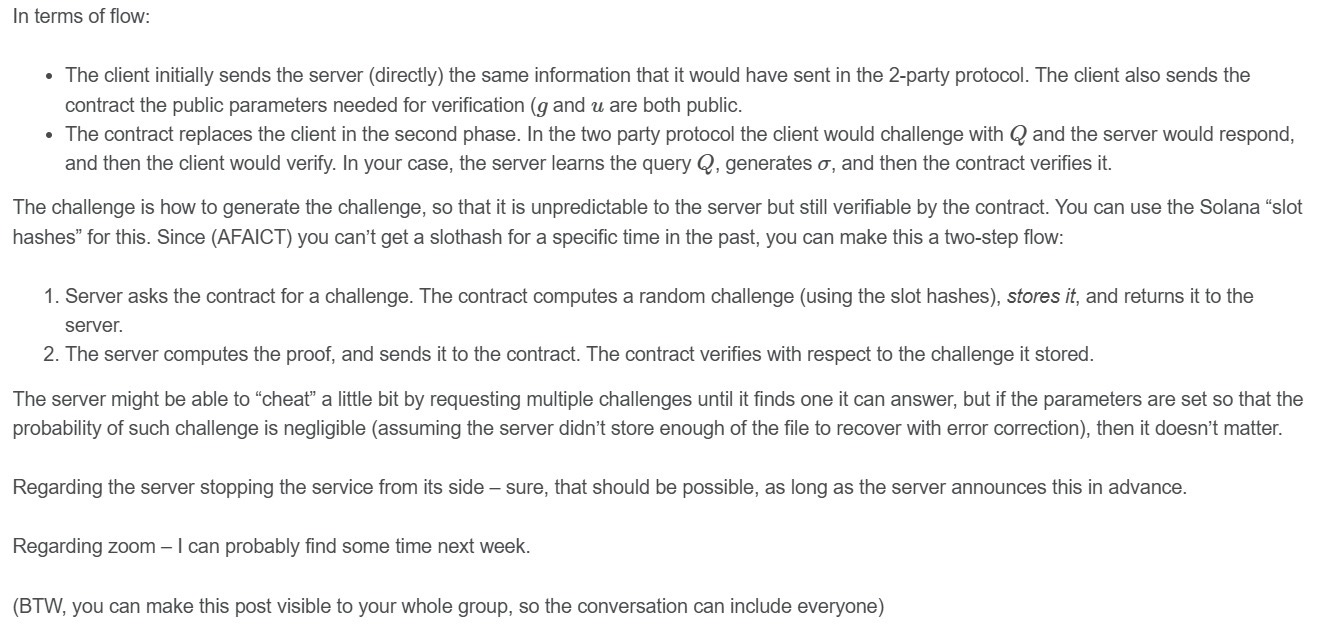 In terms of flow:
• The client initially sends the server (directly) the same information that it would have sent in the 2-party protocol. The client also sends the
contract the public parameters needed for verification (g and u are both public.
• The contract replaces the client in the second phase. In the two party protocol the client would challenge with Q and the server would respond,
and then the client would verify. In your case, the server learns the query Q, generates σ, and then the contract verifies it.
The challenge is how to generate the challenge, so that it is unpredictable to the server but still verifiable by the contract. You can use the Solana “slot
hashes” for this. Since (AFAICT) you can’t get a slothash for a specific time in the past, you can make this a two-step flow:
1. Server asks the contract for a challenge. The contract computes a random challenge (using the slot hashes), stores it, and returns it to the
server.
2. The server computes the proof, and sends it to the contract. The contract verifies with respect to the challenge it stored.
The server might be able to “cheat” a little bit by requesting multiple challenges until it finds one it can answer, but if the parameters are set so that the
probability of such challenge is negligible (assuming the server didn’t store enough of the file to recover with error correction), then it doesn’t matter.
Regarding the server stopping the service from its side – sure, that should be possible, as long as the server announces this in advance.
Regarding zoom – I can probably find some time next week.
(BTW, you can make this post visible to your whole group, so the conversation can include everyone)